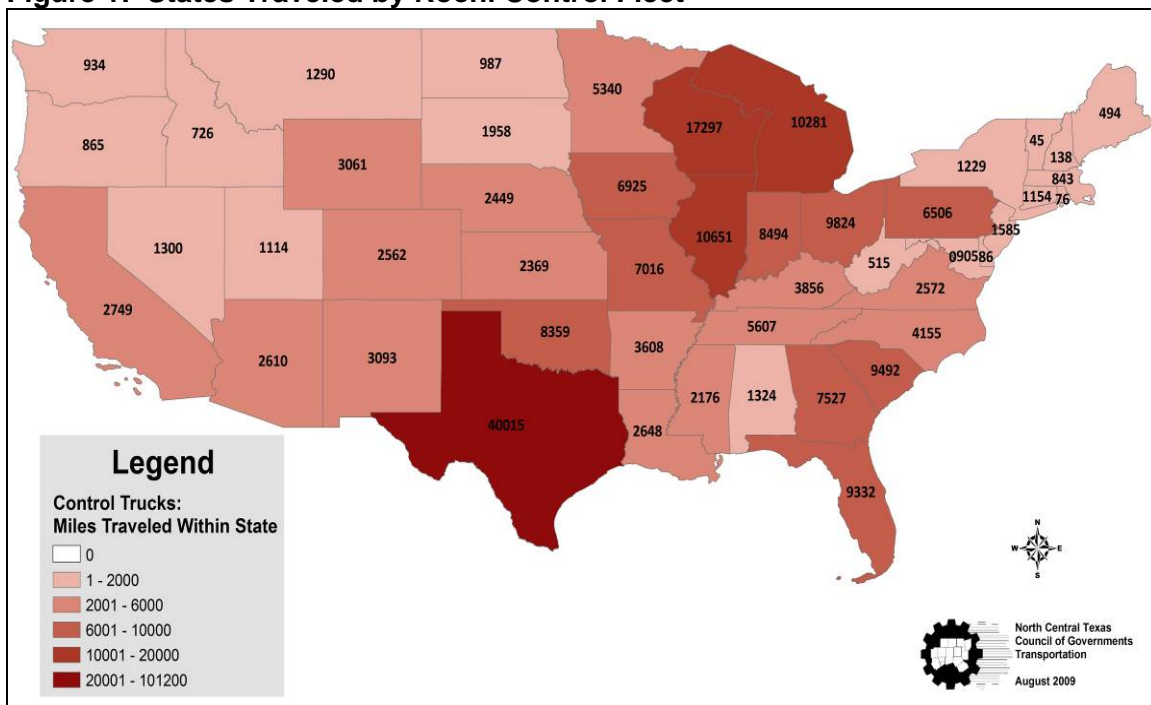 Figure 1: States Traveled by Roehl Control Fleet
934
1290
987
5340
17297
10281
494
45
138
865
726
1958
843
1229
1154
76
3061
6925
2449
9824
6506
1585
1300
1114
2562
2369
7016
10651
8494
515
090586
2749
3856
2572
2610
3093
8359
3608
5607
4155
9492
2176
1324
7527
40015
2648
9332
Legend
Control Trucks:
Miles Traveled Within State
0
1 - 2000
2001 - 6000
6001 - 10000
10001 - 20000
20001 - 101200
N
W
E
S
North Central Texas
Council of Governments
Transportation
August 2009